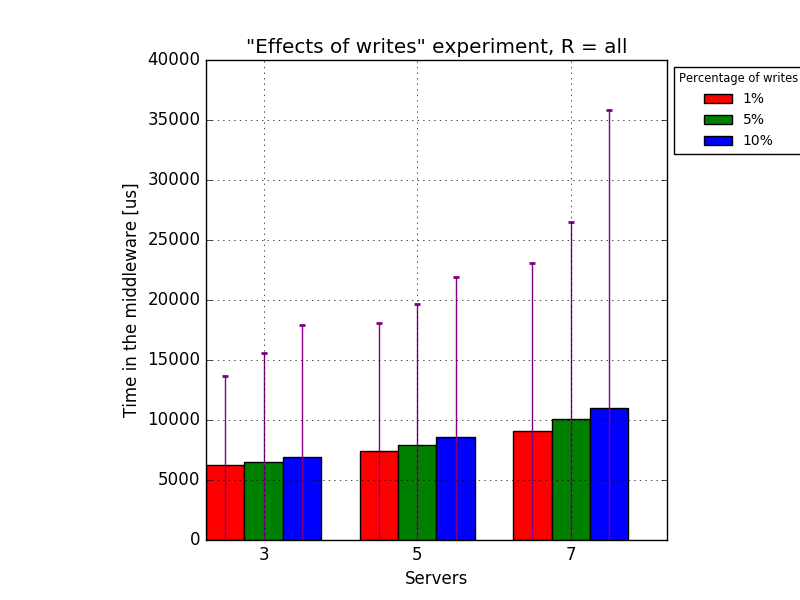 "Effects of writes" experiment, R = all
Percentage of writes
1%
5%
10%
Time in the middleware [us]
40000
35000
30000
25000
20000
15000
10000
5000
0
3 5 7
Servers